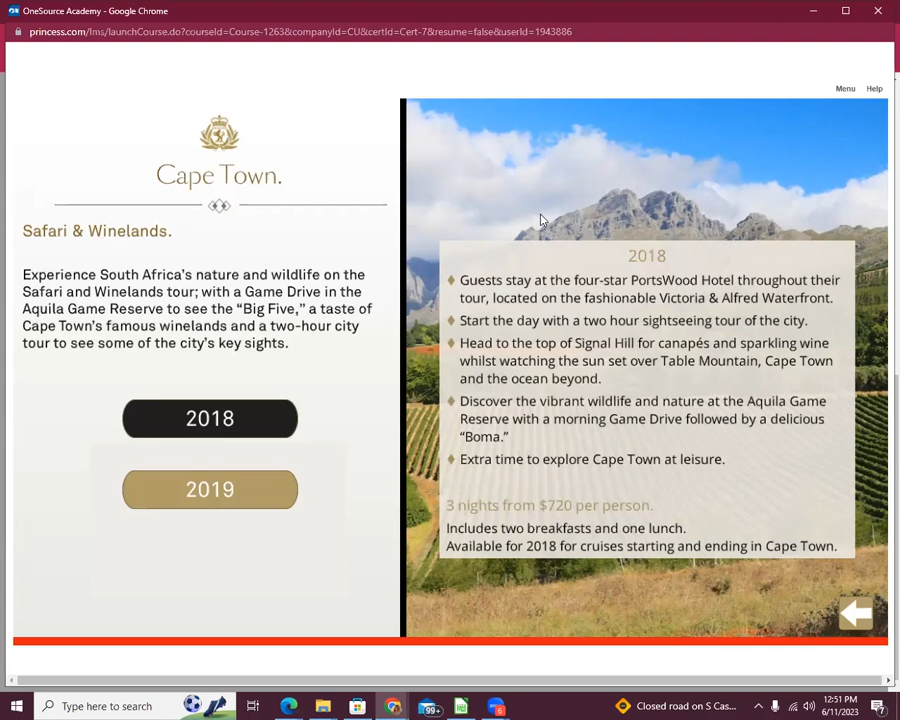 OneSource Academy - Google Chrome
princess.com/lms/launchCourse.do?courseId=Course-1263&companyId=CU&certId=Cert-7&resume=false&userId=1943886
Menu Help
Cape Town.
Safari & Winelands.
Experience South Africa's nature and wildlife on the
Safari and Winelands tour; with a Game Drive in the
Aquila Game Reserve to see the "Big Five," a taste of
Cape Town's famous winelands and a two-hour city
tour to see some of the city's key sights.
2018
2019
2018
Guests stay at the four-star PortsWood Hotel throughout their
tour, located on the fashionable Victoria & Alfred Waterfront.
Start the day with a two hour sightseeing tour of the city.
Head to the top of Signal Hill for canapés and sparkling wine
whilst watching the sun set over Table Mountain, Cape Town
and the ocean beyond.
Discover the vibrant wildlife and nature at the Aquila Game
Reserve with a morning Game Drive followed by a delicious
"Boma."
Extra time to explore Cape Town at leisure.
3 nights from $720 per person.
Includes two breakfasts and one lunch.
Available for 2018 for cruises starting and ending in Cape Town.
Type here to search
99+
6
Closed road on S Cas...
12:51 PM
6/11/2023
7